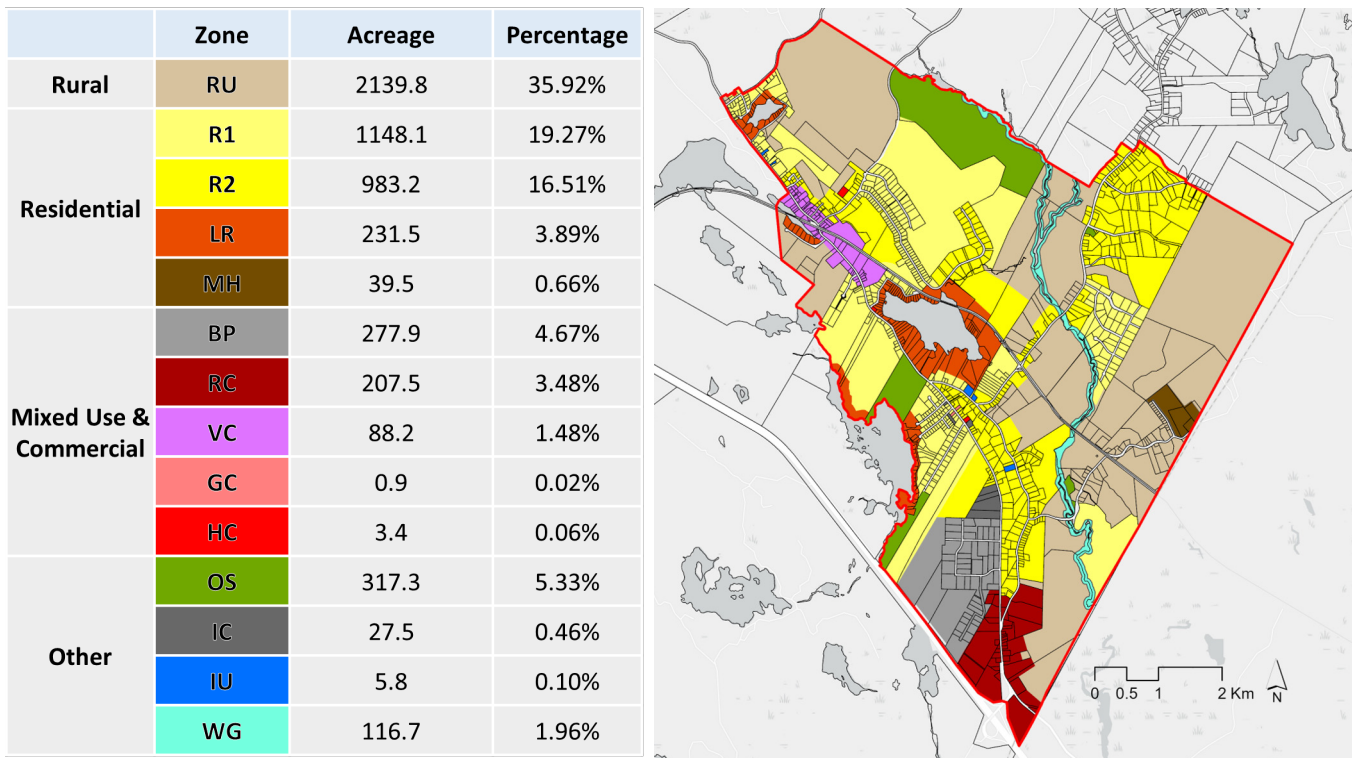 Zone Acreage Percentage
Rural RU 2139.8 35.92%
Residential
R1 1148.1 19.27%
R2 983.2 16.51%
LR 231.5 3.89%
MH 39.5 0.66%
Mixed Use &
Commercial
BP 277.9 4.67%
RC 207.5 3.48%
VC 88.2 1.48%
GC 0.9 0.02%
HC 3.4 0.06%
Other
OS 317.3 5.33%
IC 27.5 0.46%
IU 5.8 0.10%
WG 116.7 1.96%
0 0.5 1 2 Km
N